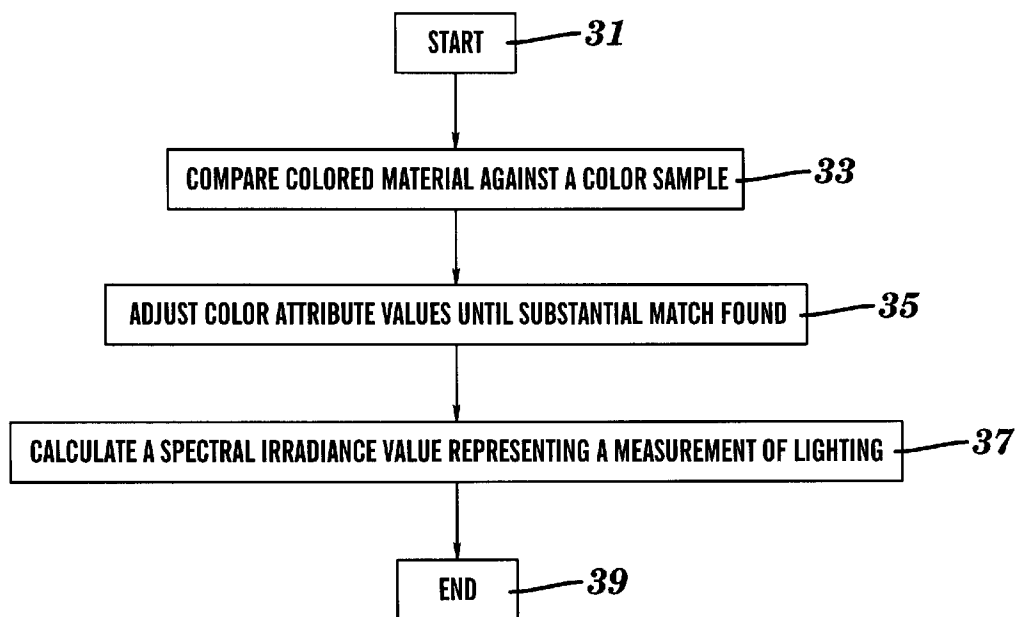 START 31
COMPARE COLORED MATERIAL AGAINST A COLOR SAMPLE 33
ADJUST COLOR ATTRIBUTE VALUES UNTIL SUBSTANTIAL MATCH FOUND 35
CALCULATE A SPECTRAL IRRADIANCE VALUE REPRESENTING A MEASUREMENT OF LIGHTING 37
END 39